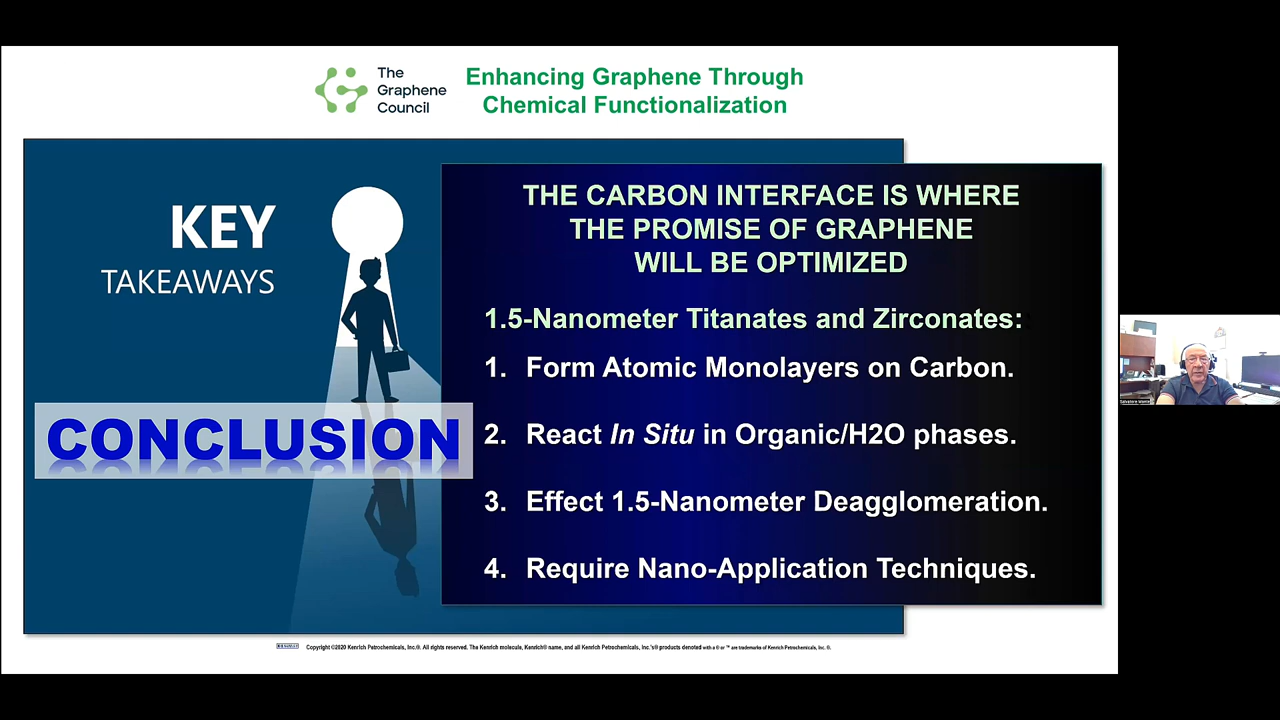 The
Graphene
Council
Enhancing Graphene Through
Chemical Functionalization
KEY
TAKEAWAYS
CONCLUSION
THE CARBON INTERFACE IS WHERE
THE PROMISE OF GRAPHENE
WILL BE OPTIMIZED
1.5-Nanometer Titanates and Zirconates:
1. Form Atomic Monolayers on Carbon.
2. React In Situ in Organic/H2O phases.
3. Effect 1.5-Nanometer Deagglomeration.
4. Require Nano-Application Techniques.
Copyright ©2020 Kenrich Petrochemicals, Inc.®. All rights reserved. The Kenrich molecule, Kenrich® name, and all Kenrich Petrochemicals, Inc.'s® products denoted with a ® or ™ are trademarks of Kenrich Petrochemicals, Inc. ®.
Salvatore